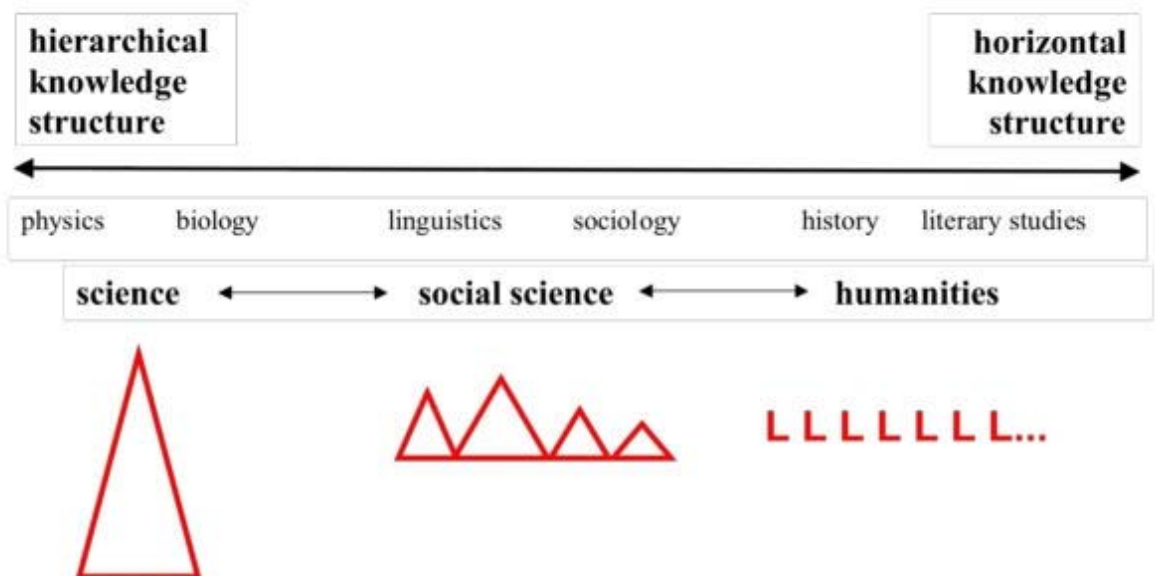 hierarchical
knowledge
structure
horizontal
knowledge
structure
physics biology linguistics sociology history literary studies
science social science humanities
L L L L L L L...